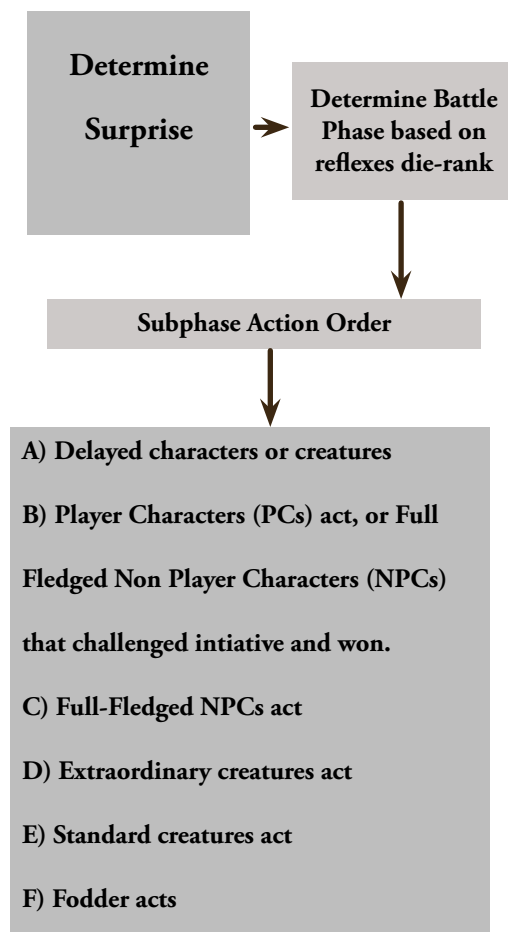 Determine
Surprise
Determine Battle
Phase based on
reflexes die-rank
Subphase Action Order
A) Delayed characters or creatures
B) Player Characters (PCs) act, or Full
Fledged Non Player Characters (NPCs)
that challenged intiative and won.
C) Full-Fledged NPCs act
D) Extraordinary creatures act
E) Standard creatures act
F) Fodder acts